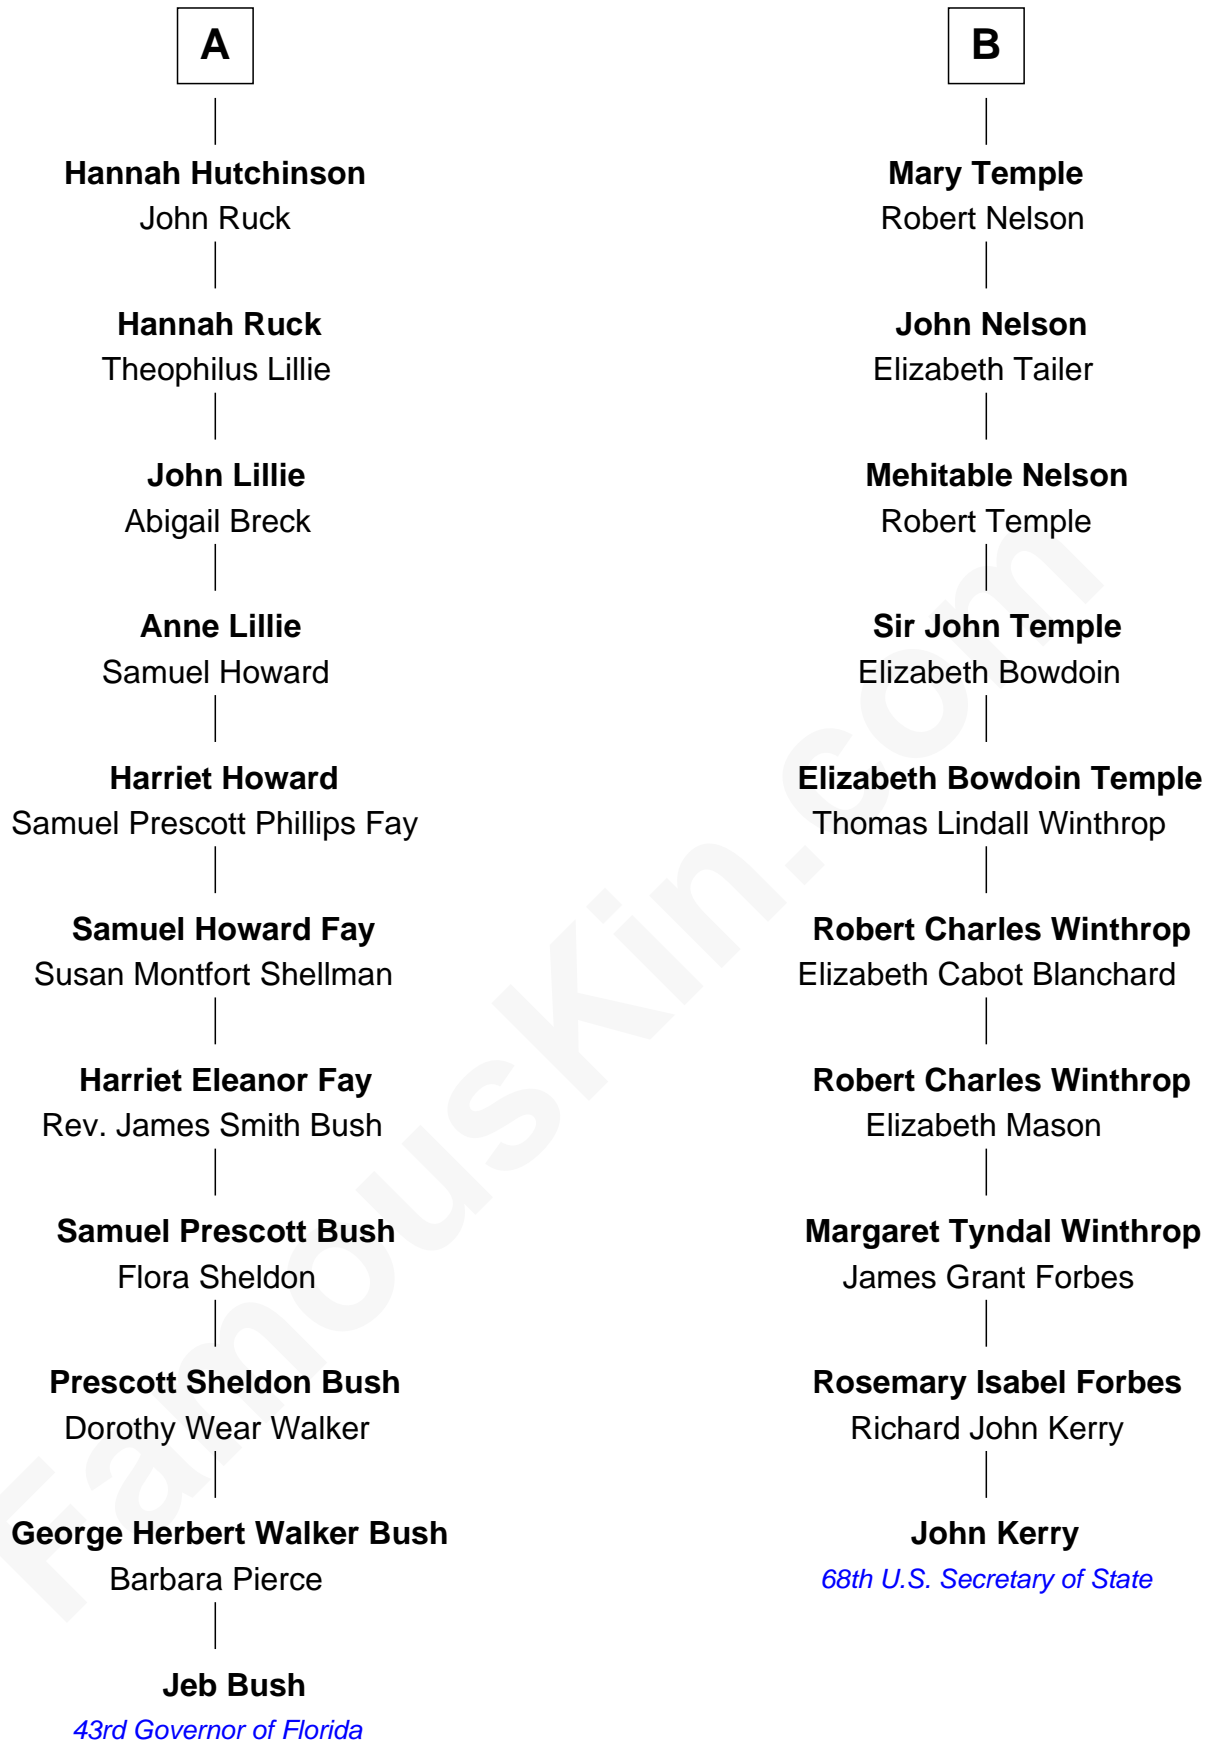 A
Hannah Hutchinson
John Ruck
Hannah Ruck
Theophilus Lillie
John Lillie
Abigail Breck
Anne Lillie
Samuel Howard
Harriet Howard
Samuel Prescott Phillips Fay
Samuel Howard Fay
Susan Montfort Shellman
Harriet Eleanor Fay
Rev. James Smith Bush
Samuel Prescott Bush
Flora Sheldon
Prescott Sheldon Bush
Dorothy Wear Walker
George Herbert Walker Bush
Barbara Pierce
Jeb Bush
43rd Governor of Florida
B
Mary Temple
Robert Nelson
John Nelson
Elizabeth Tailer
Mehitable Nelson
Robert Temple
Sir John Temple
Elizabeth Bowdoin
Elizabeth Bowdoin Temple
Thomas Lindall Winthrop
Robert Charles Winthrop
Elizabeth Cabot Blanchard
Robert Charles Winthrop
Elizabeth Mason
Margaret Tyndal Winthrop
James Grant Forbes
Rosemary Isabel Forbes
Richard John Kerry
John Kerry
68th U.S. Secretary of State
FamousKin.com